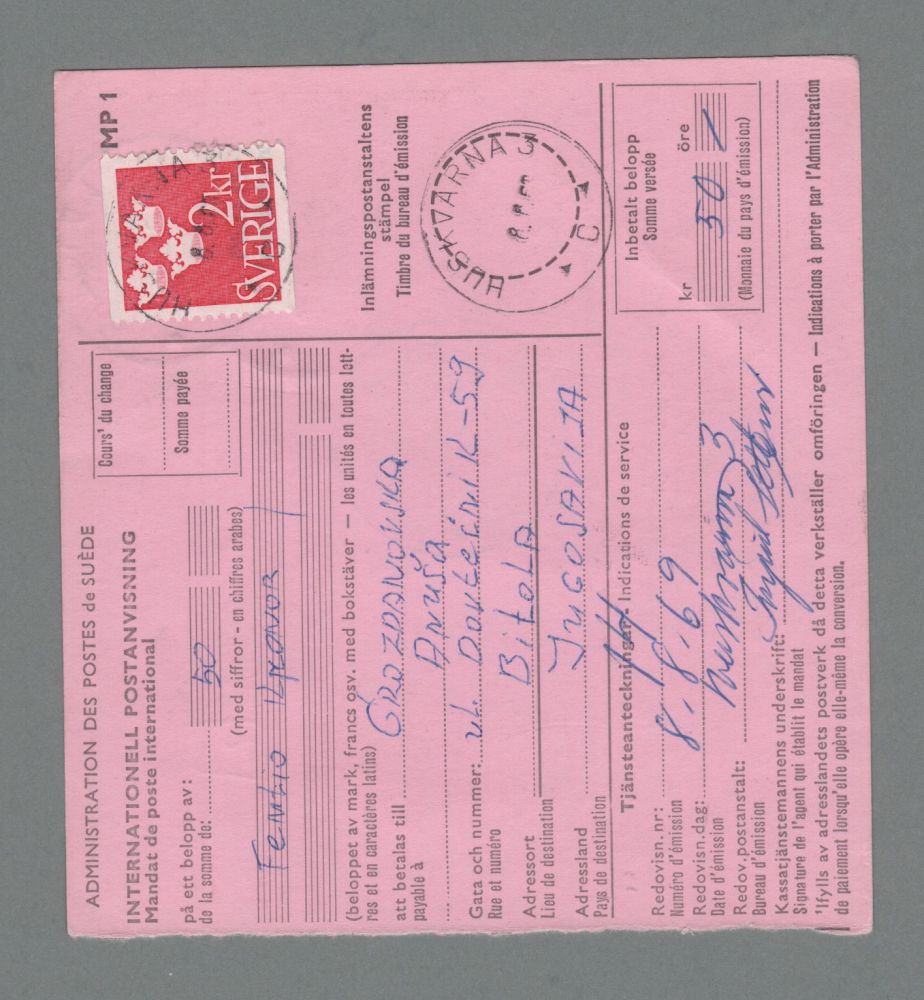 ADMINISTRATION DES POSTES de SUÈDE
MP 1
INTERNATIONELL POSTANVISNING
Mandat de poste international
Cours¹ du change
Somme payée
på ett belopp av:
de la somme de:
50
(med siffror - en chiffres arabes)
Femtio Kronor
(beloppet av mark, francs osv. med bokstäver — les unités en toutes lott-
res et en caractères latins)
att betalas till
payable à
GROZDANOVSKA
Gata och nummer:
Rue et numéro
Adressort
Lieu de destination
BitoLA
Adressland
Pays de destination
JUGOSAVIJA
2kr
SVERIGE
HUSKVARNA 3
Inlämningspostanstaltens
stämpel
Timbre du bureau d'émission
HUSKVARNA 3
C
Tjänsteanteckningar. Indications de service
Redovisn.nr:
Numéro d'émission
Redovisn.dag:
Date d'émission
8.8.69
Redov.postanstalt:
Bureau d'émission
Huskvarna 3
Kassatjänstemannens underskrift:
Signature de l'agent qui établit le mandat
Inbetalt belopp
Somme versée
kr
öre
50
(Monnaie du pays d'émission)
¹Ifylls av adresslandets postverk då detta verkställer omföringen — Indications à porter par l'Administration
de paiement lorsqu'elle opère elle-même la conversion.